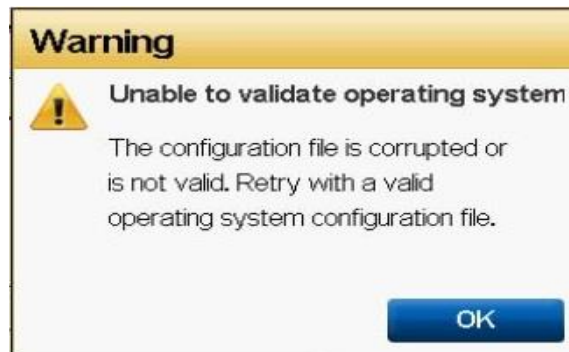 Warning
Unable to validate operating system
The configuration file is corrupted or
is not valid. Retry with a valid
operating system configuration file.
OK